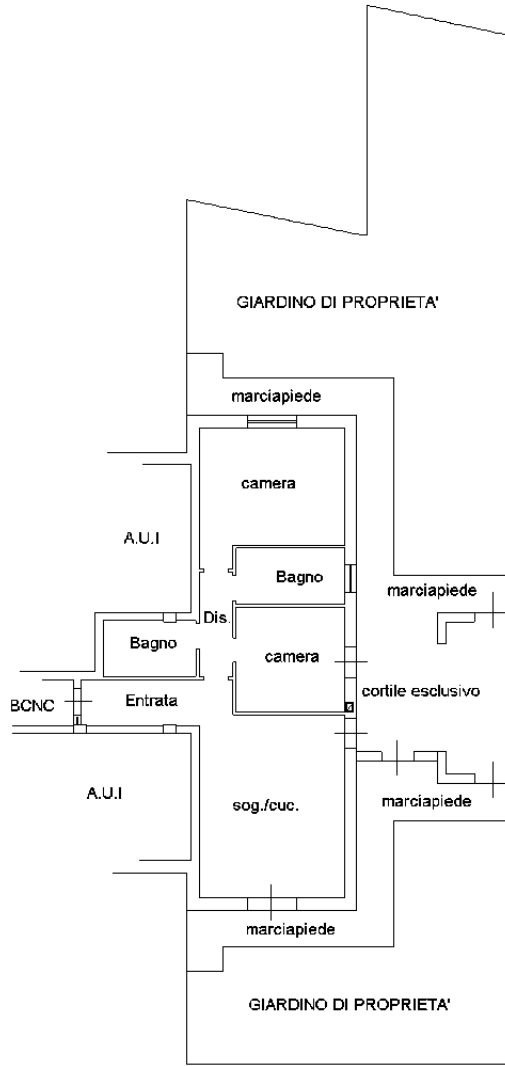 GIARDINO DI PROPRIETA'
marciapiede
camera
A.U.I
Bagno
marciapiede
Dis.
Bagno
camera
cortile esclusivo
Entrata
BCNC
A.U.I
sog./cuc.
marciapiede
marciapiede
GIARDINO DI PROPRIETA'